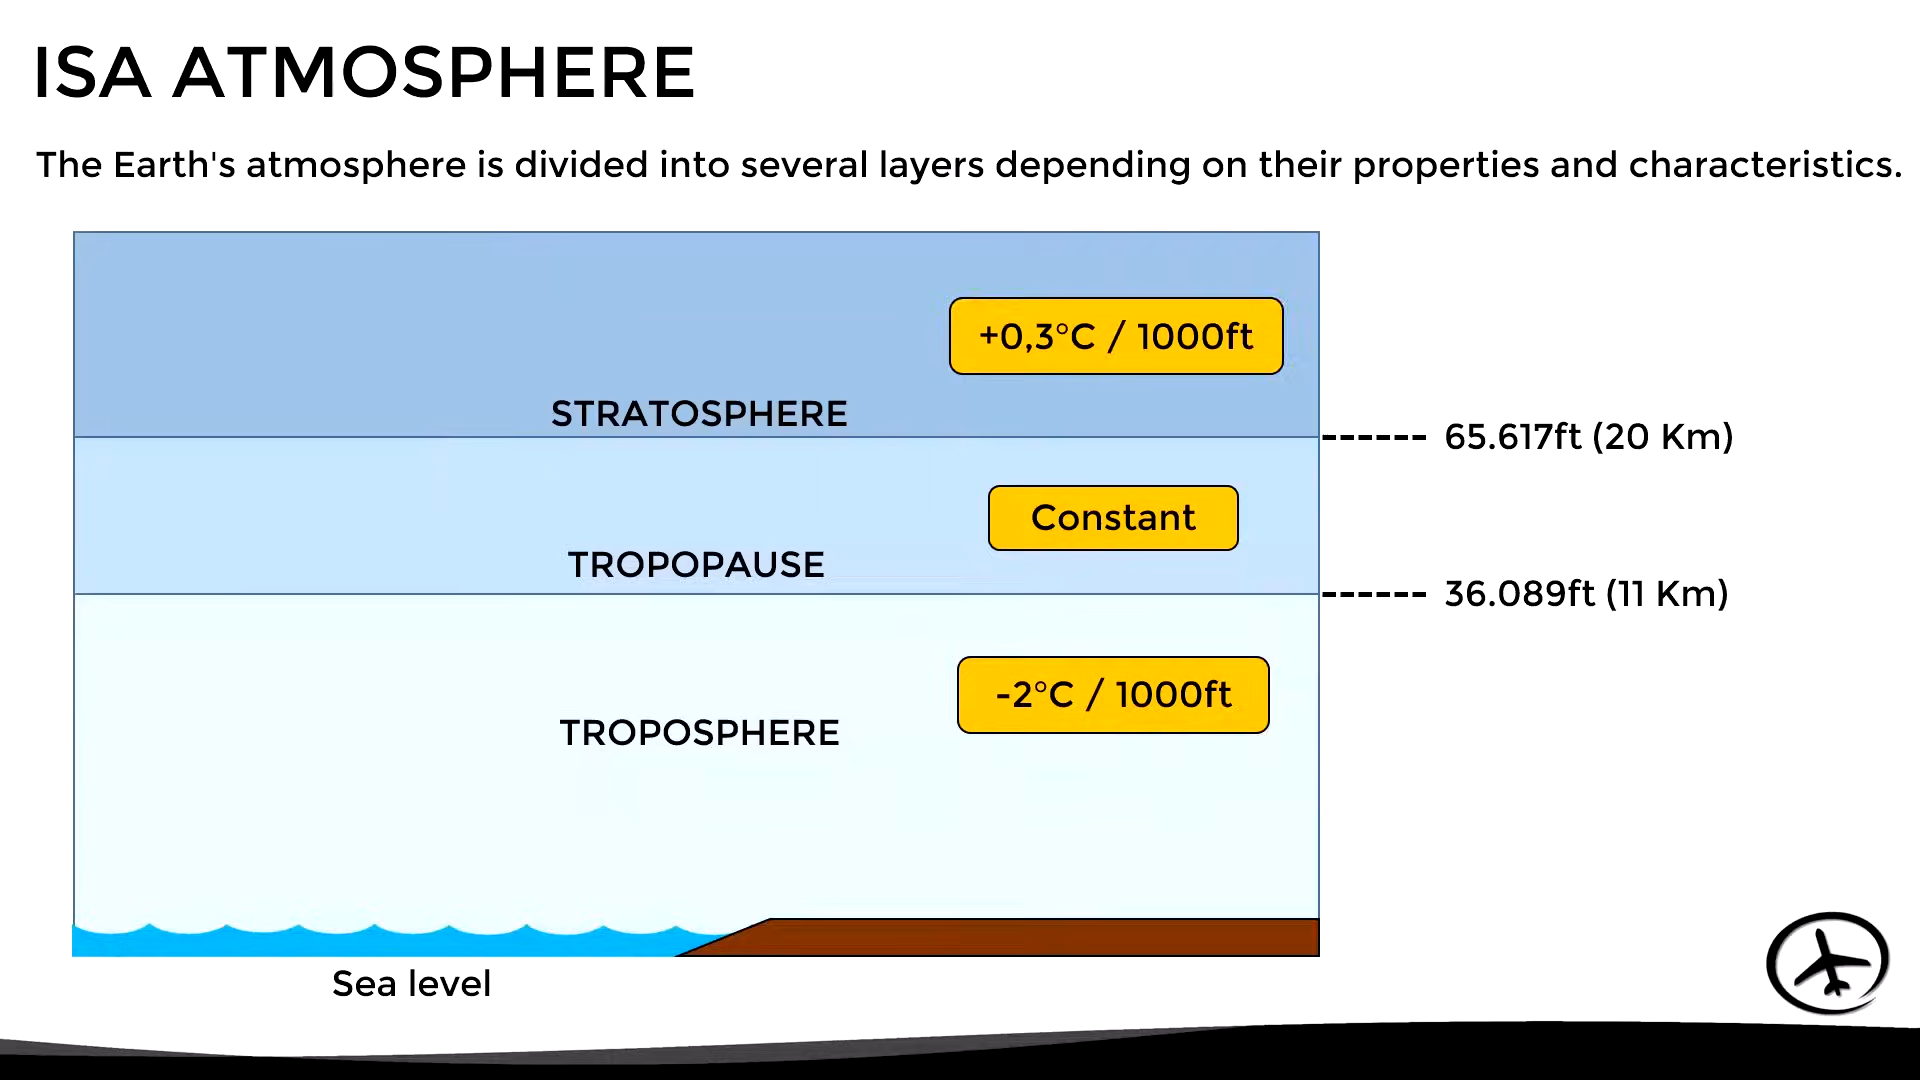 ISA ATMOSPHERE
The Earth's atmosphere is divided into several layers depending on their properties and characteristics.
+0,3°C / 1000ft
STRATOSPHERE
65.617ft (20 Km)
Constant
TROPOPAUSE
36.089ft (11 Km)
-2°C / 1000ft
TROPOSPHERE
Sea level